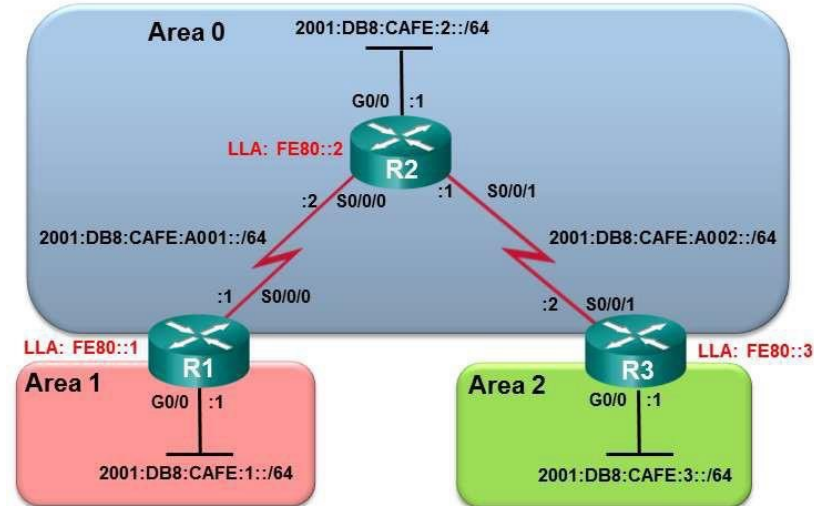 Area 0
2001:DB8:CAFE:2::/64
G0/0 :1
LLA: FE80::2
R2
:2 S0/0/0
:1 S0/0/1
2001:DB8:CAFE:A001::/64
2001:DB8:CAFE:A002::/64
:1 S0/0/0
:2 S0/0/1
LLA: FE80::1
R1
R3
LLA: FE80::3
Area 1
G0/0 :1
2001:DB8:CAFE:1::/64
Area 2
G0/0 :1
2001:DB8:CAFE:3::/64